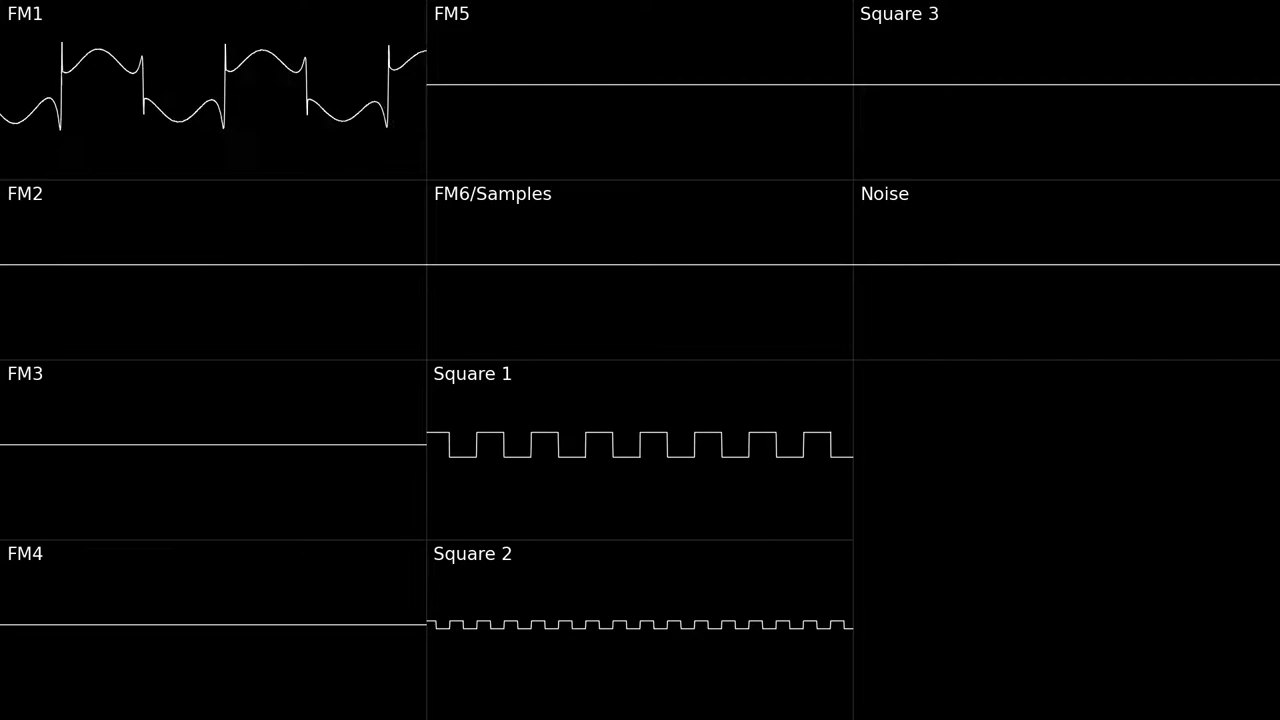 FM1
FM5
Square 3
FM2
FM6/Samples
Noise
FM3
Square 1
FM4
Square 2